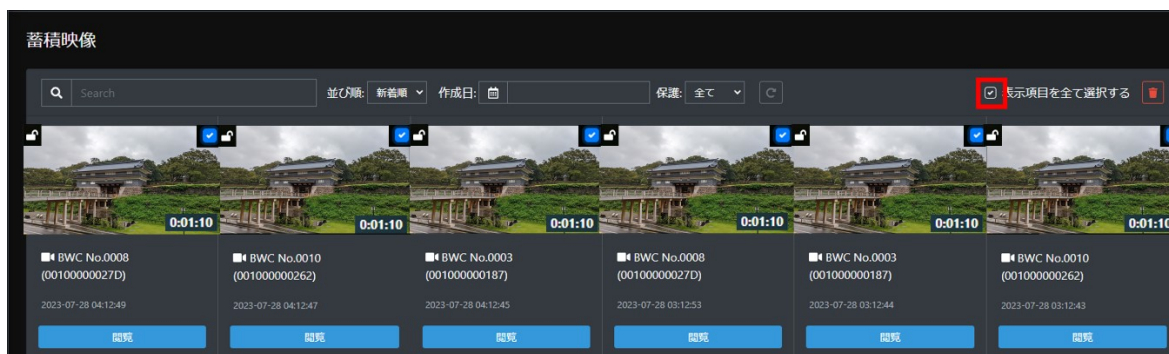 蓄積映像
Search 並び順: 新着順 作成日: 保護: 全て 表示項目を全て選択する
0:01:10 0:01:10 0:01:10 0:01:10 0:01:10 0:01:10
BWC No.0008 BWC No.0010 BWC No.0003 BWC No.0008 BWC No.0003 BWC No.0010
(00100000027D) (001000000262) (001000000187) (00100000027D) (001000000187) (001000000262)
2023-07-28 04:12:49 2023-07-28 04:12:47 2023-07-28 04:12:45 2023-07-28 03:12:53 2023-07-28 03:12:44 2023-07-28 03:12:43
閲覧 閲覧 閲覧 閲覧 閲覧 閲覧